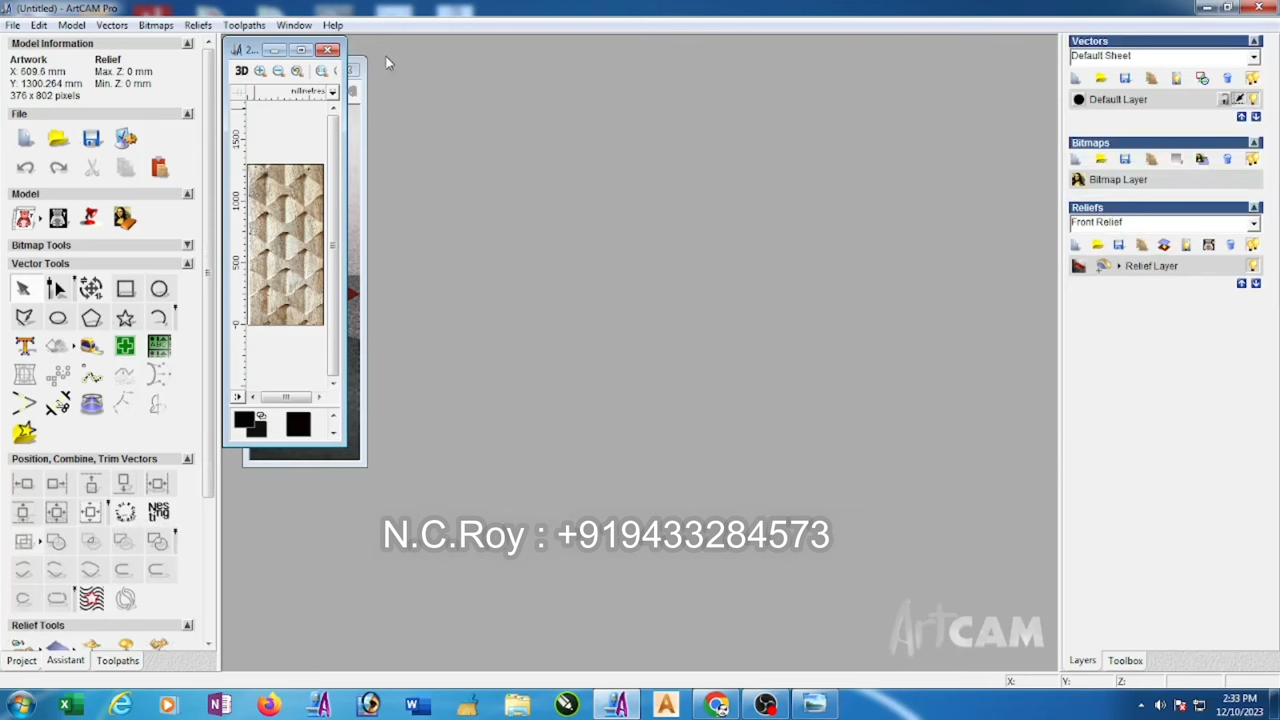 (Untitled) - ArtCAM Pro
File Edit Model Vectors Bitmaps Reliefs Toolpaths Window Help
Model Information
Artwork Relief
X: 609.6 mm Max. Z: 0 mm
Y: 1300.264 mm Min. Z: 0 mm
376 x 802 pixels
File
Model
Bitmap Tools
Vector Tools
Position, Combine, Trim Vectors
Relief Tools
Project Assistant Toolpaths
2...
3D
1500
1000
500
-0
N.C.Roy : +919433284573
ArtCAM
Vectors
Default Sheet
Default Layer
Bitmaps
Bitmap Layer
Reliefs
Front Relief
Relief Layer
Layers Toolbox
X: Y: Z:
2:33 PM
12/10/2023